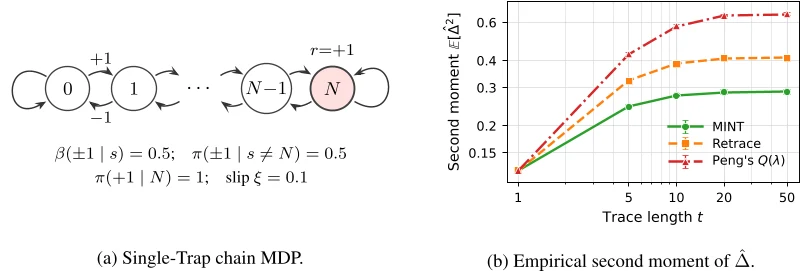 r=+1
+1
0
1
···
N−1
N
−1
β(±1 | s) = 0.5; π(±1 | s ≠ N) = 0.5
π(+1 | N) = 1; slip ξ = 0.1
(a) Single-Trap chain MDP.
Second moment 𝔼[Δ̂²]
0.6
0.4
0.3
0.2
0.15
MINT
Retrace
Peng's Q(λ)
1
5
10
20
50
Trace length t
(b) Empirical second moment of Δ̂.